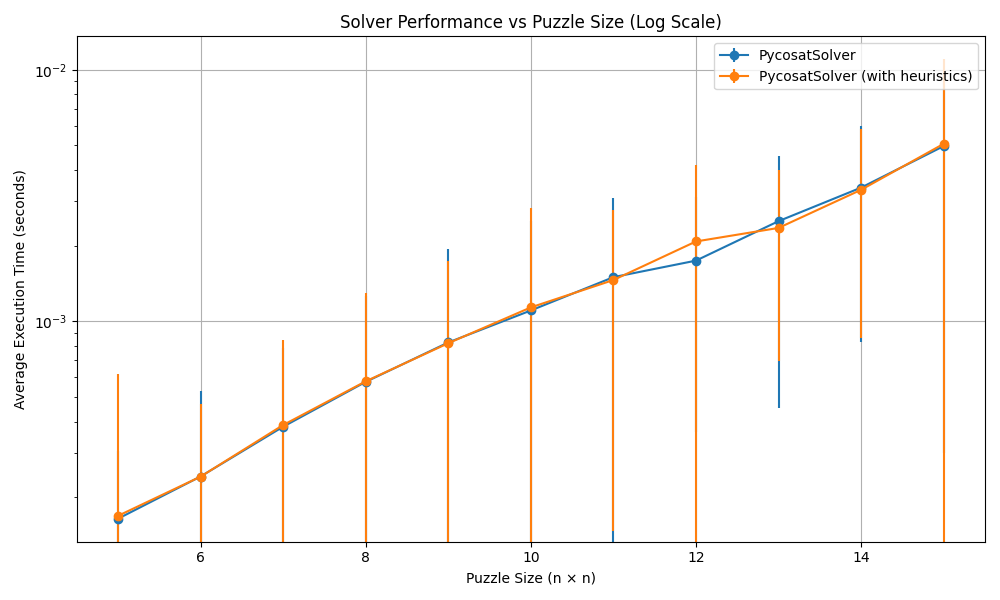 Solver Performance vs Puzzle Size (Log Scale)
PycosatSolver
PycosatSolver (with heuristics)
Average Execution Time (seconds)
10⁻²
10⁻³
6 8 10 12 14
Puzzle Size (n × n)